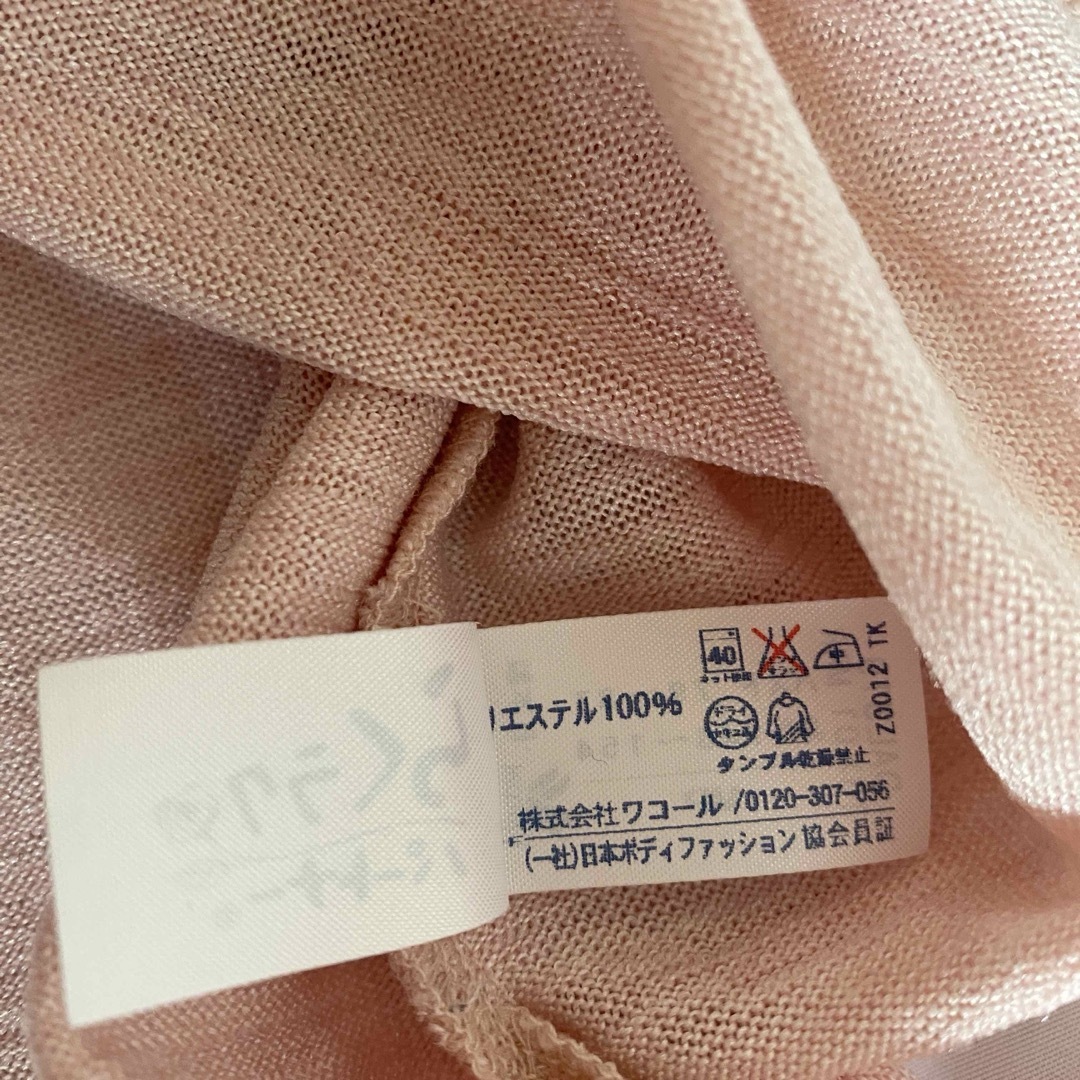 40
ネット使用
中
ドライ
セキユ系
エステル100%
タンブル乾燥禁止
株式会社ワコール/0120-307-056
(一社)日本ボディファッション協会会員証
Z0012 TK